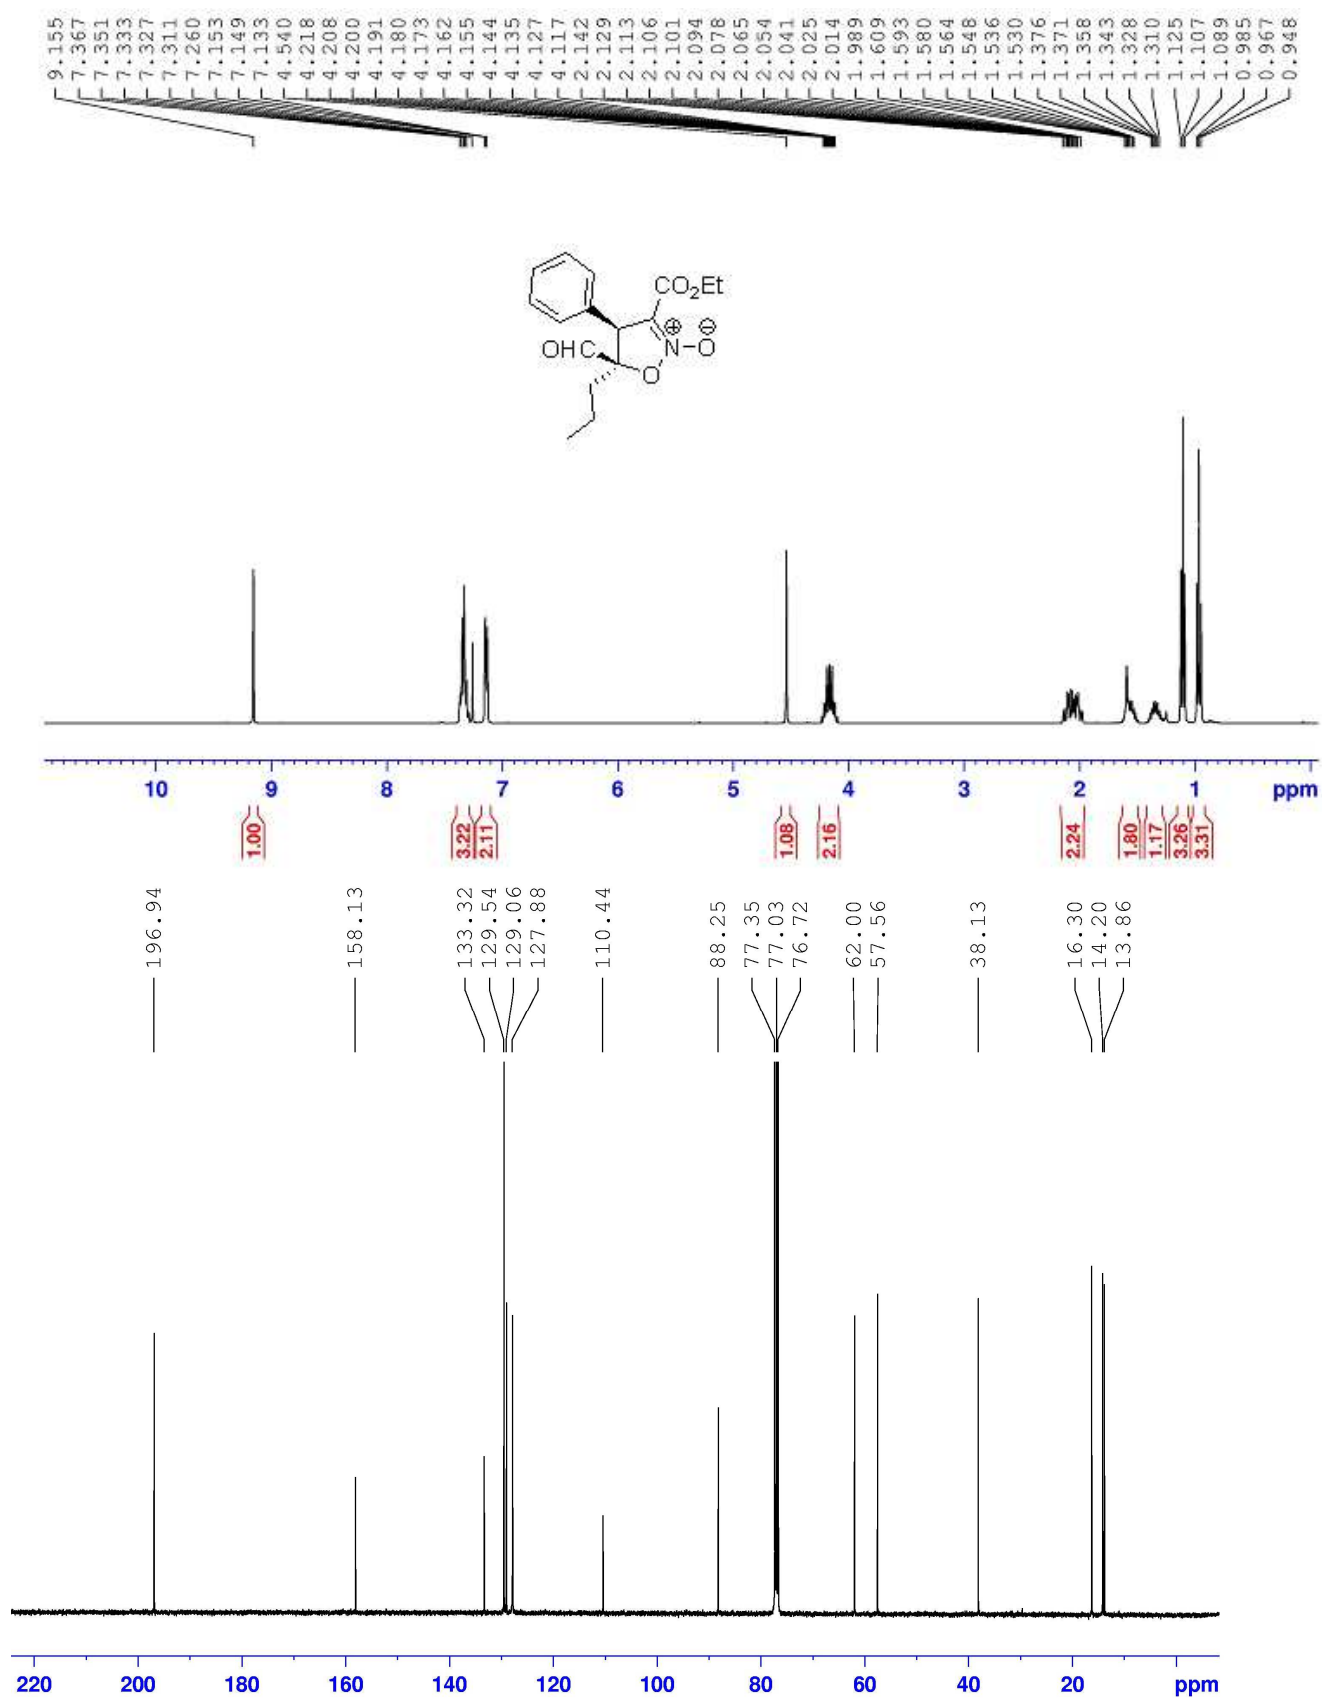 9.155 7.367 7.351 7.333 7.327 7.311 7.260 7.153 7.149 7.133 4.540 4.218 4.208 4.200 4.191 4.180 4.173 4.162 4.155 4.144 4.135 4.127 4.117 2.142 2.129 2.113 2.106 2.101 2.094 2.078 2.065 2.054 2.041 2.025 2.014 1.989 1.609 1.593 1.580 1.564 1.548 1.536 1.530 1.376 1.371 1.358 1.343 1.328 1.310 1.125 1.107 1.089 0.985 0.967 0.948
CO₂Et
⊕ ⊖
OHC N O
O
10 9 8 7 6 5 4 3 2 1 ppm
1.00 3.22 2.11 1.08 2.16 2.24 1.80 1.17 3.26 3.31
196.94 158.13 133.32 129.54 129.06 127.88 110.44 88.25 77.35 77.03 76.72 62.00 57.56 38.13 16.30 14.20 13.86
220 200 180 160 140 120 100 80 60 40 20 ppm